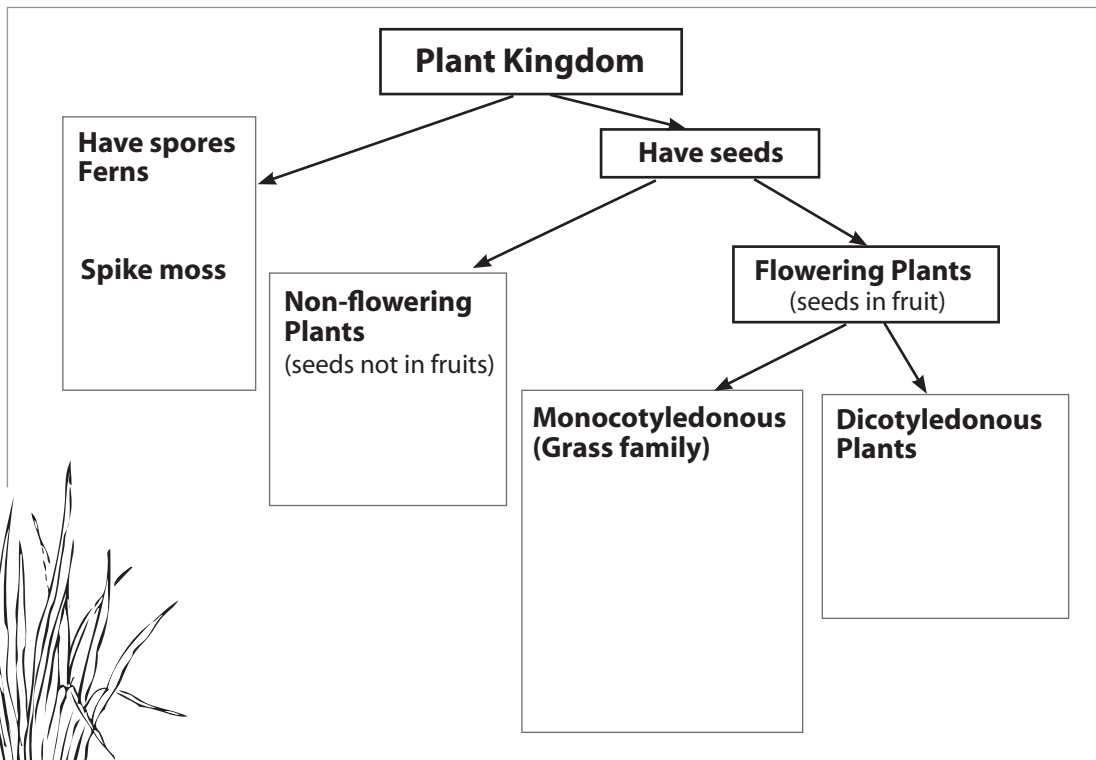 Plant Kingdom
Have spores
Ferns
Spike moss
Have seeds
Non-flowering
Plants
(seeds not in fruits)
Flowering Plants
(seeds in fruit)
Monocotyledonous
(Grass family)
Dicotyledonous
Plants